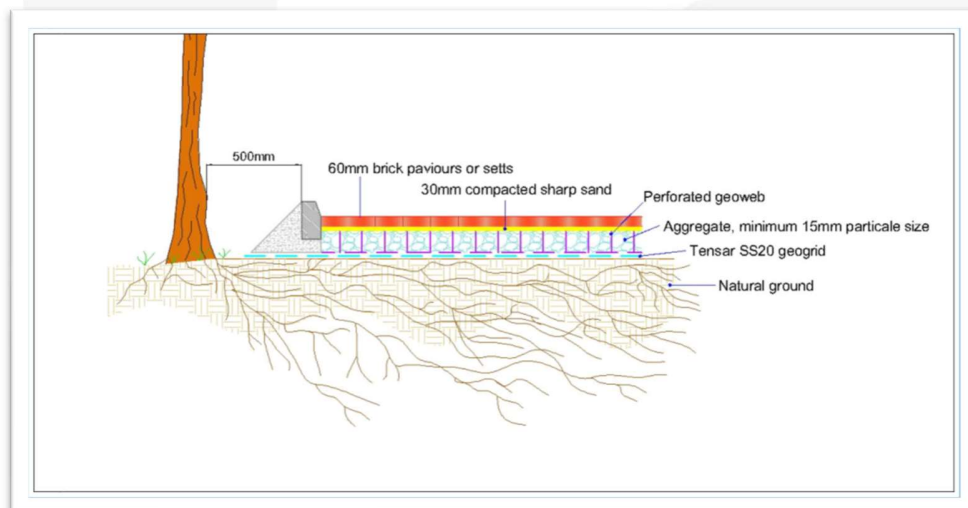 500mm
60mm brick paviours or setts
30mm compacted sharp sand
Perforated geoweb
Aggregate, minimum 15mm particale size
Tensar SS20 geogrid
Natural ground